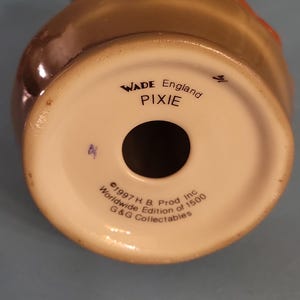 WADE England
PIXIE
©1997 H.B. Prod Inc
Worldwide Edition of 1500
G&G Collectables